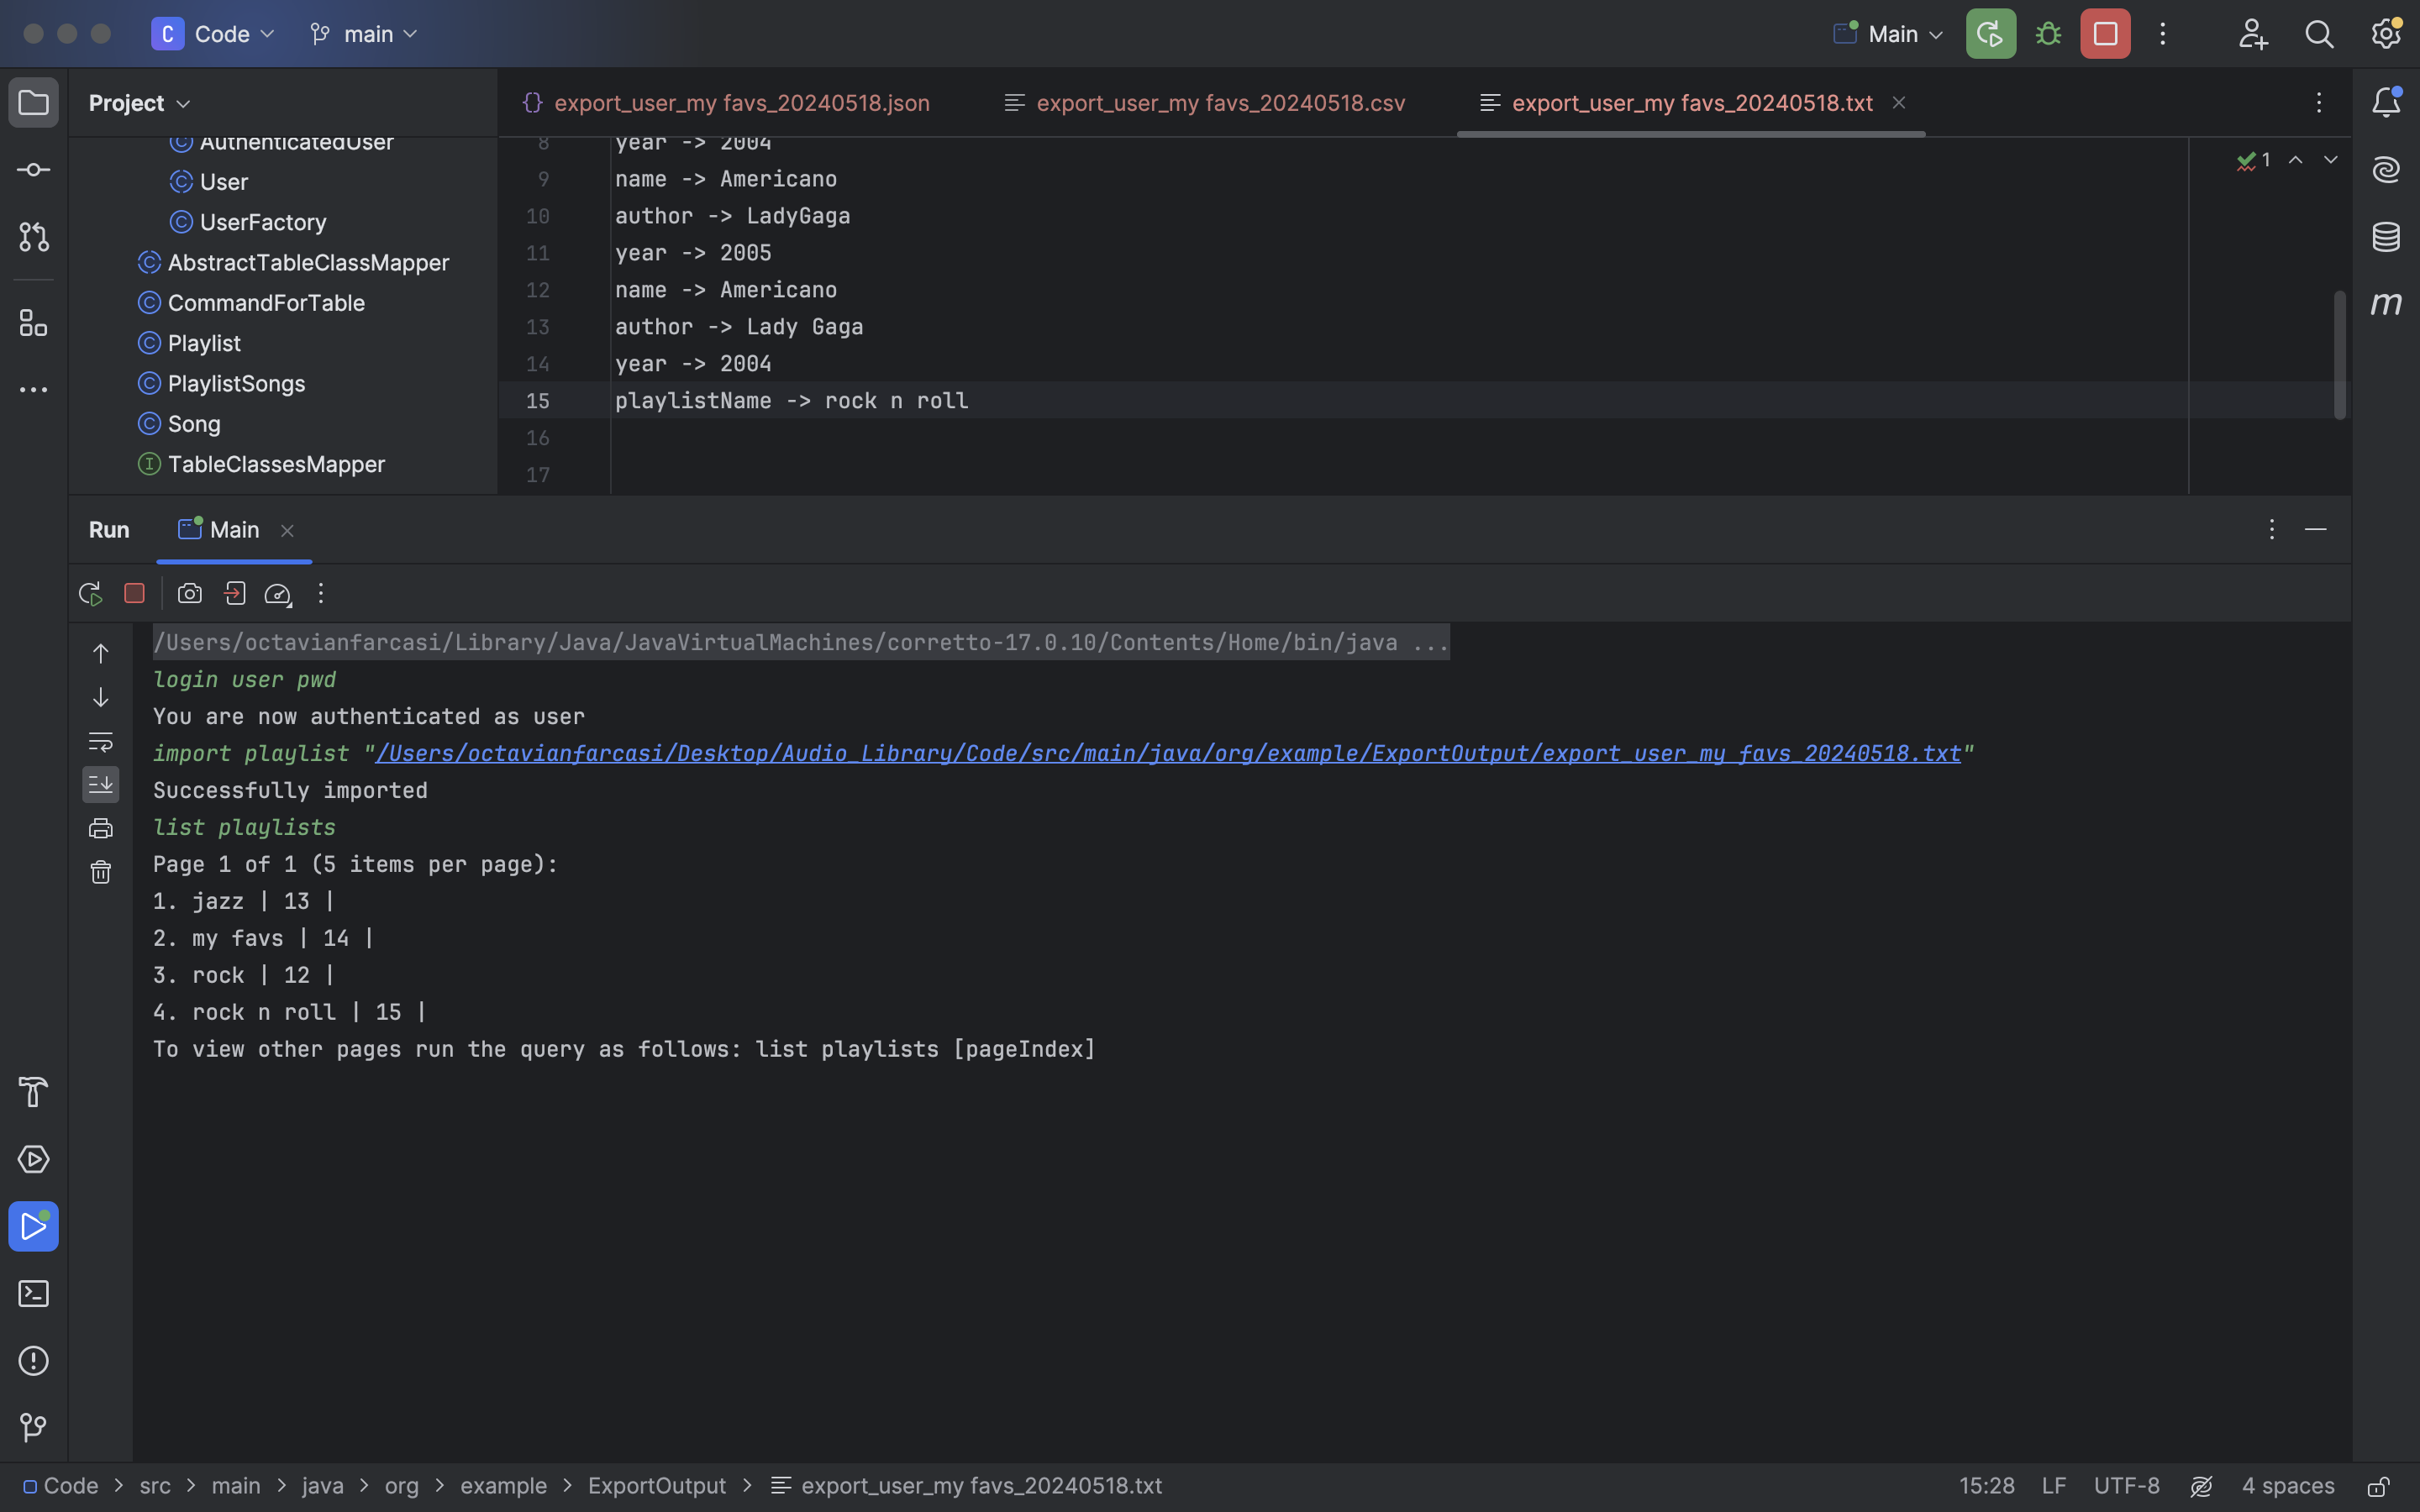 C Code main Main
Project
export_user_my favs_20240518.json export_user_my favs_20240518.csv export_user_my favs_20240518.txt
AuthenticatedUser
User
UserFactory
AbstractTableClassMapper
CommandForTable
Playlist
PlaylistSongs
Song
TableClassesMapper
8 year -> 2004
9 name -> Americano
10 author -> LadyGaga
11 year -> 2005
12 name -> Americano
13 author -> Lady Gaga
14 year -> 2004
15 playlistName -> rock n roll
16
17
1
Run Main
/Users/octavianfarcasi/Library/Java/JavaVirtualMachines/corretto-17.0.10/Contents/Home/bin/java ...
login user pwd
You are now authenticated as user
import playlist "/Users/octavianfarcasi/Desktop/Audio_Library/Code/src/main/java/org/example/ExportOutput/export_user_my favs_20240518.txt"
Successfully imported
list playlists
Page 1 of 1 (5 items per page):
1. jazz | 13 |
2. my favs | 14 |
3. rock | 12 |
4. rock n roll | 15 |
To view other pages run the query as follows: list playlists [pageIndex]
Code > src > main > java > org > example > ExportOutput > export_user_my favs_20240518.txt 15:28 LF UTF-8 4 spaces